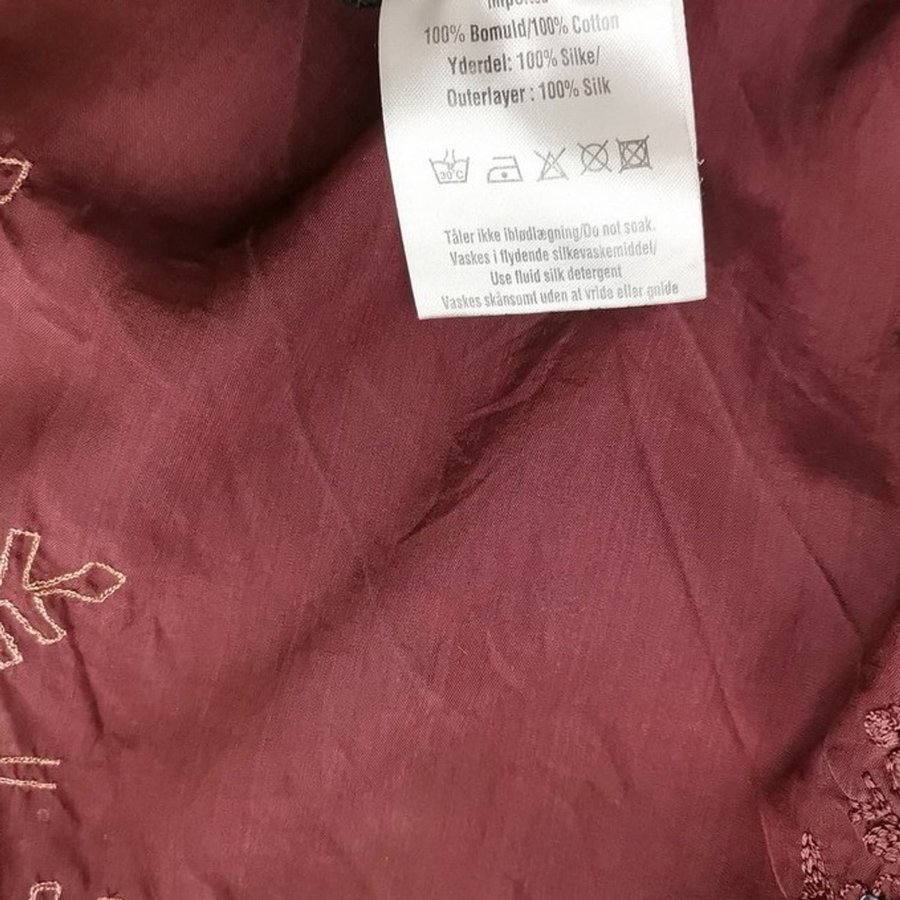 Imported
100% Bomuld/100% Cotton
Yderdel: 100% Silke/
Outerlayer : 100% Silk
30°C
Tåler ikke iblødlægning/Do not soak.
Vaskes i flydende silkevaskemiddel/
Use fluid silk detergent
Vaskes skånsomt uden at vride eller gnide